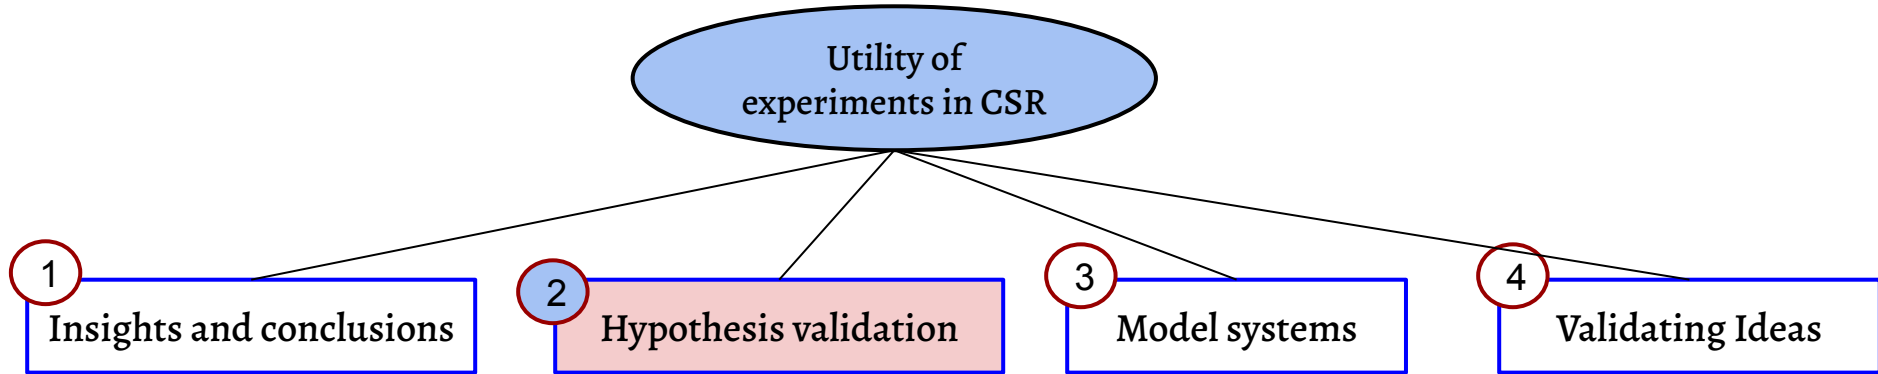 Utility of
experiments in CSR
1
Insights and conclusions
2
Hypothesis validation
3
Model systems
4
Validating Ideas